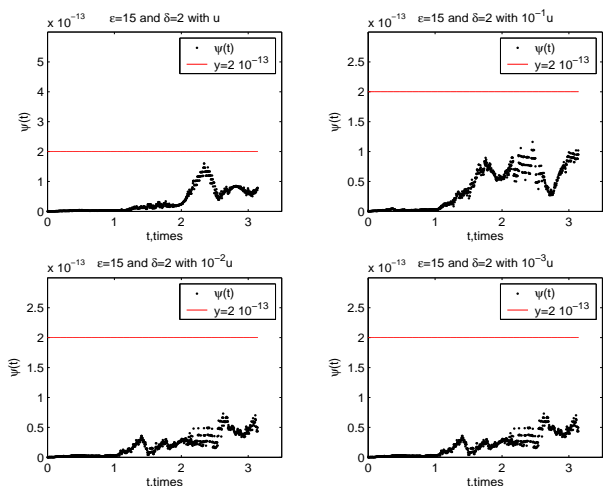 x 10⁻¹³
ε=15 and δ=2 with u
ψ(t)
y=2 10⁻¹³
5
4
3
2
1
0
0 1 2 3
t,times
ψ(t)
x 10⁻¹³
ε=15 and δ=2 with 10⁻¹u
ψ(t)
y=2 10⁻¹³
2.5
2
1.5
1
0.5
0
0 1 2 3
t,times
ψ(t)
x 10⁻¹³
ε=15 and δ=2 with 10⁻²u
ψ(t)
y=2 10⁻¹³
2.5
2
1.5
1
0.5
0
0 1 2 3
t,times
ψ(t)
x 10⁻¹³
ε=15 and δ=2 with 10⁻³u
ψ(t)
y=2 10⁻¹³
2.5
2
1.5
1
0.5
0
0 1 2 3
t,times
ψ(t)